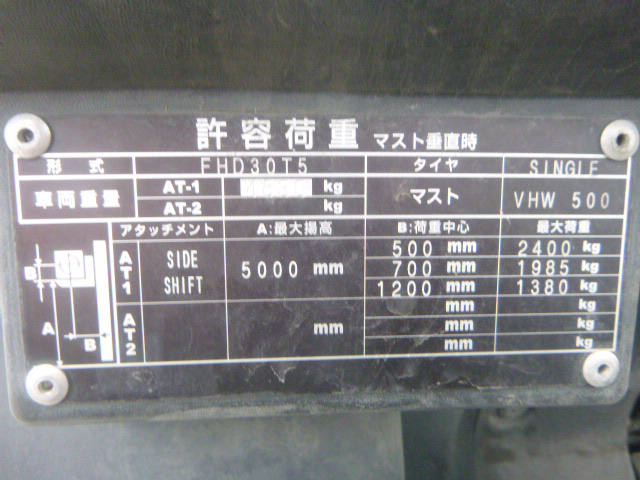 許容荷重 マスト垂直時
形式 FHD30T5 タイヤ SINGLE
車両重量 AT-1 kg マスト VHW 500
AT-2 kg
アタッチメント A:最大揚高 B:荷重中心 最大荷重
AT1 SIDE SHIFT 5000 mm 500 mm 2400 kg
700 mm 1985 kg
1200 mm 1380 kg
AT2 mm mm kg
mm kg
mm kg
B
A
B